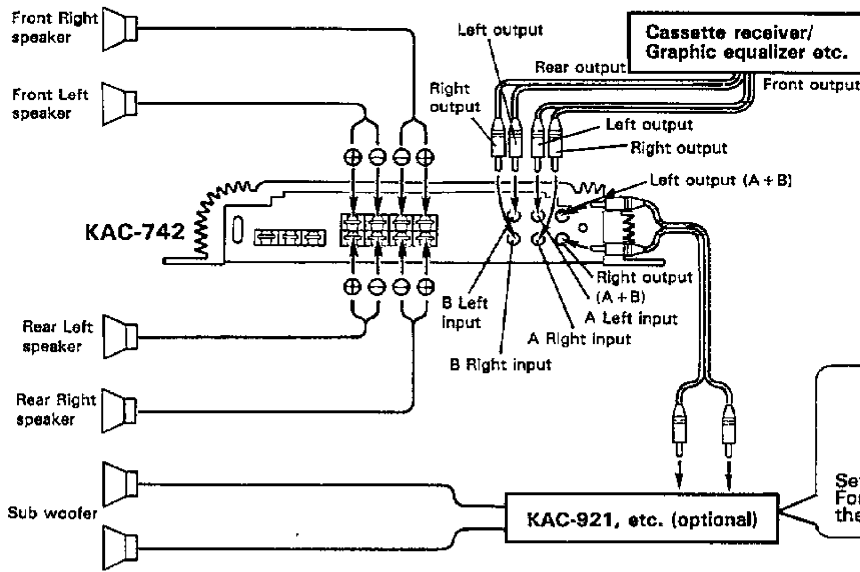 Front Right
speaker
Front Left
speaker
Left output
Cassette receiver/
Graphic equalizer etc.
Rear output
Front output
Right
output
Left output
Right output
Left output (A+B)
KAC-742
Right output
(A+B)
B Left
input
A Left input
A Right input
B Right input
Rear Left
speaker
Rear Right
speaker
Sub woofer
KAC-921, etc. (optional)
the